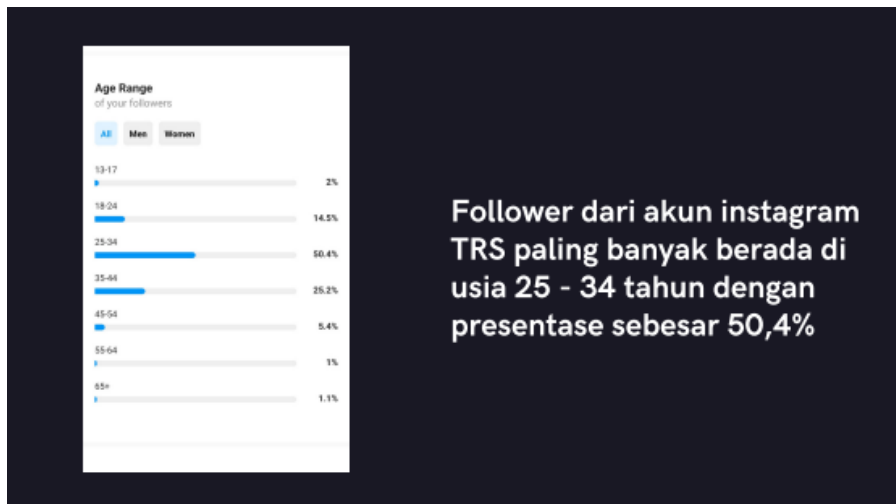 Age Range
of your followers
All Men Women
13-17
2%
18-24
14.5%
25-34
50.4%
35-44
25.2%
45-54
5.4%
55-64
1%
65+
1.1%
Follower dari akun instagram
TRS paling banyak berada di
usia 25 - 34 tahun dengan
presentase sebesar 50,4%